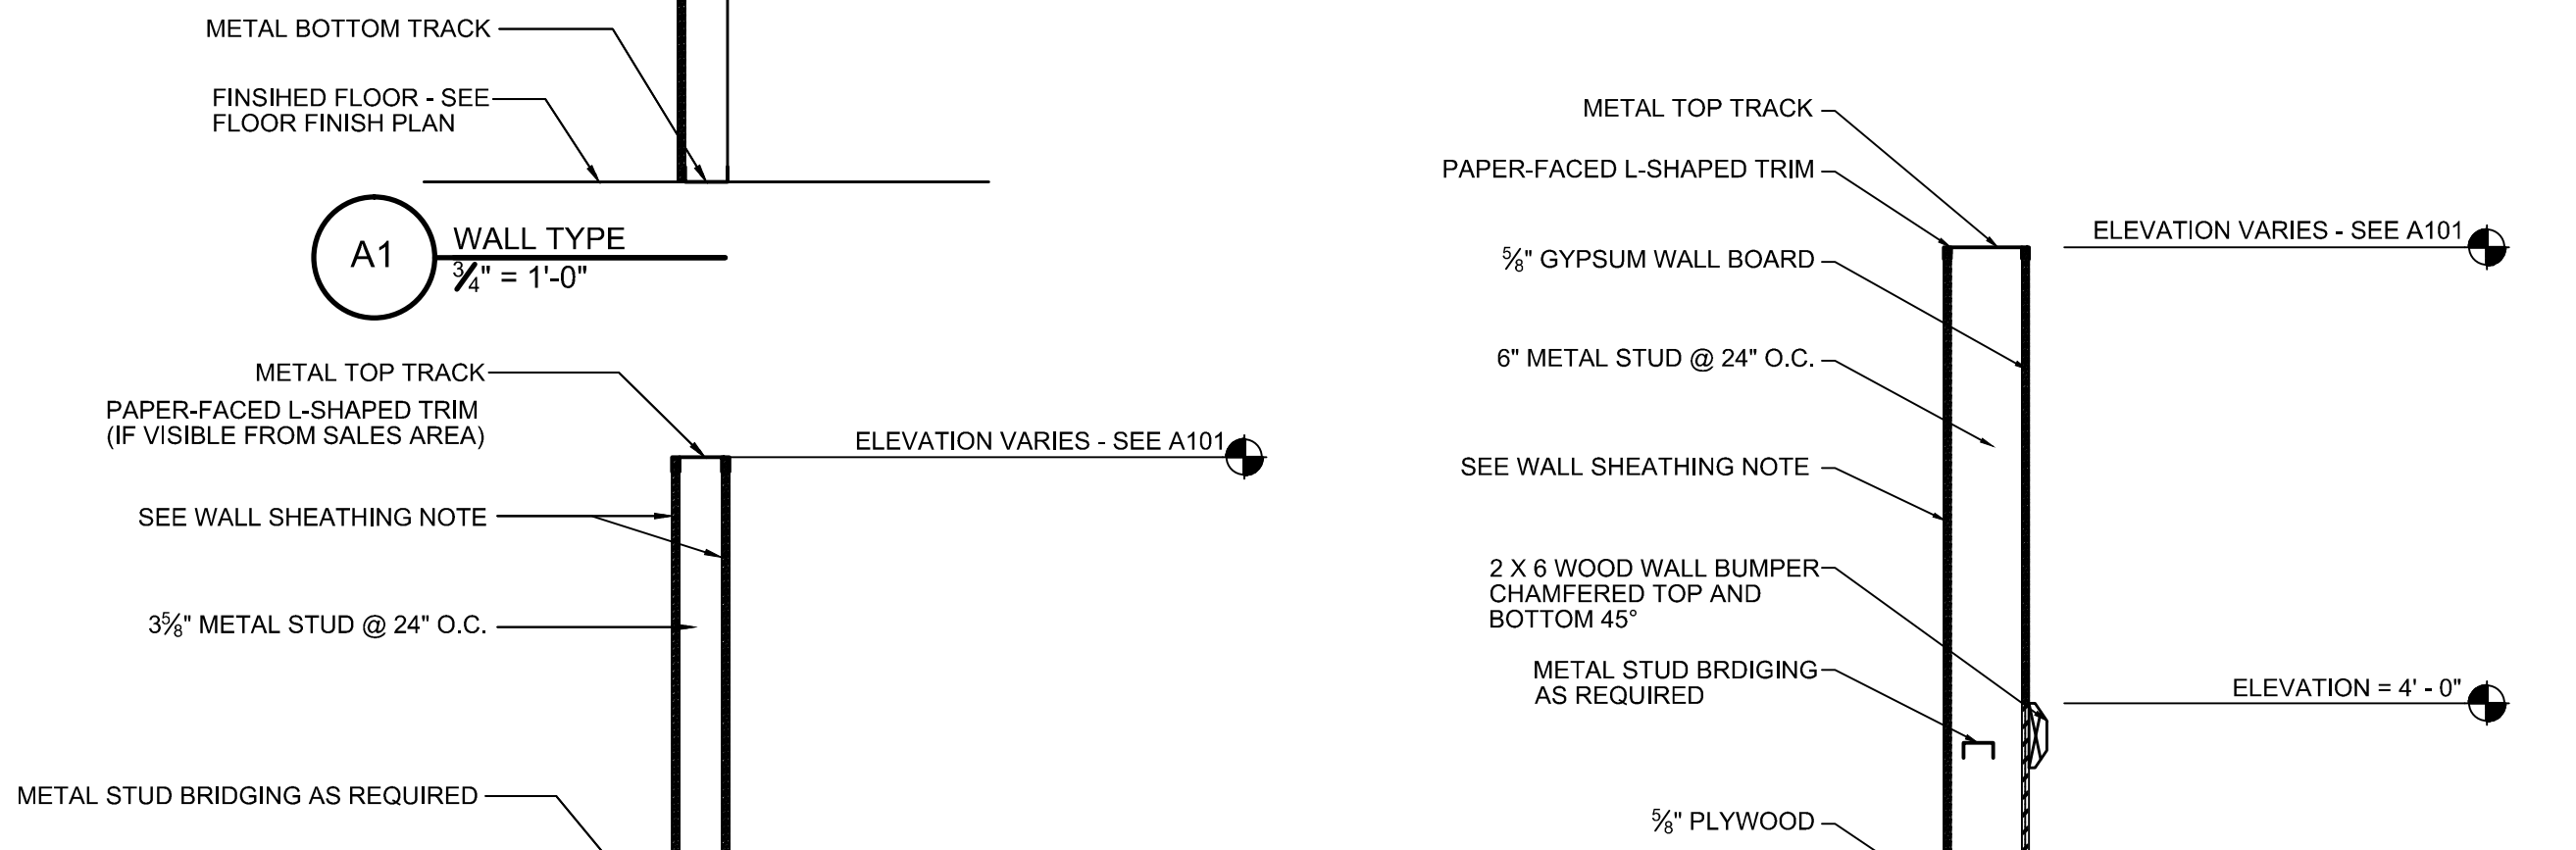 METAL BOTTOM TRACK
FINSIHED FLOOR - SEE
FLOOR FINISH PLAN
A1
WALL TYPE
3/4" = 1'-0"
METAL TOP TRACK
PAPER-FACED L-SHAPED TRIM
(IF VISIBLE FROM SALES AREA)
ELEVATION VARIES - SEE A101
SEE WALL SHEATHING NOTE
3⅝" METAL STUD @ 24" O.C.
METAL STUD BRIDGING AS REQUIRED
METAL TOP TRACK
PAPER-FACED L-SHAPED TRIM
ELEVATION VARIES - SEE A101
⅝" GYPSUM WALL BOARD
6" METAL STUD @ 24" O.C.
SEE WALL SHEATHING NOTE
2 X 6 WOOD WALL BUMPER
CHAMFERED TOP AND
BOTTOM 45°
METAL STUD BRDIGING
AS REQUIRED
ELEVATION = 4' - 0"
⅝" PLYWOOD